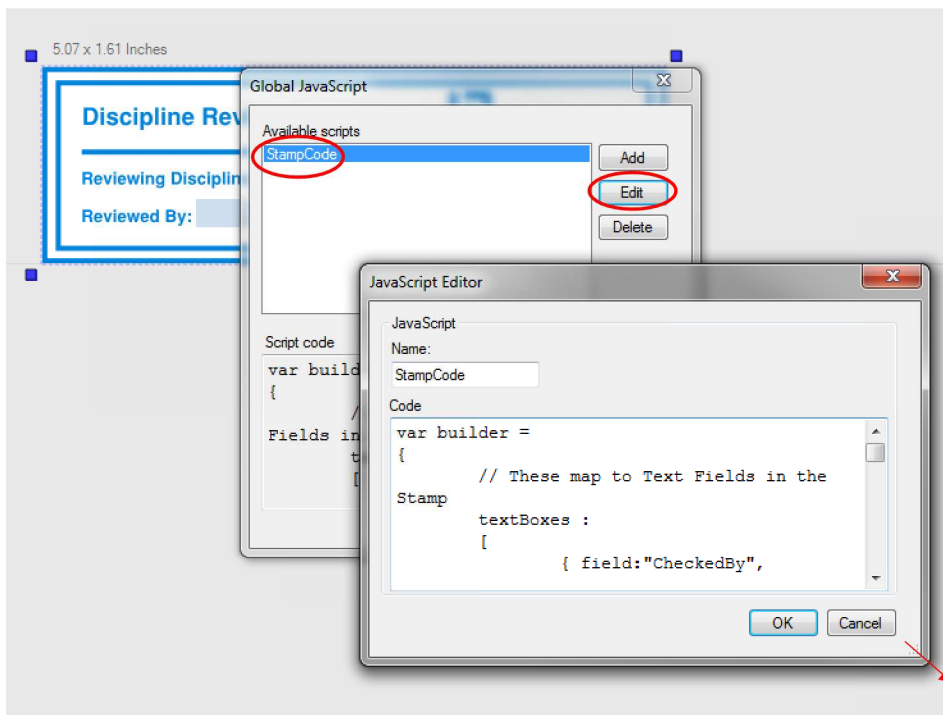 5.07 x 1.61 Inches
Discipline Rev
Reviewing Disciplin
Reviewed By:
Global JavaScript
Available scripts
StampCode
Add
Edit
Delete
Script code
var build
{
/
Fields in
t
[
JavaScript Editor
JavaScript
Name:
StampCode
Code
var builder =
{
// These map to Text Fields in the
Stamp
textBoxes :
[
{ field:"CheckedBy",
OK
Cancel